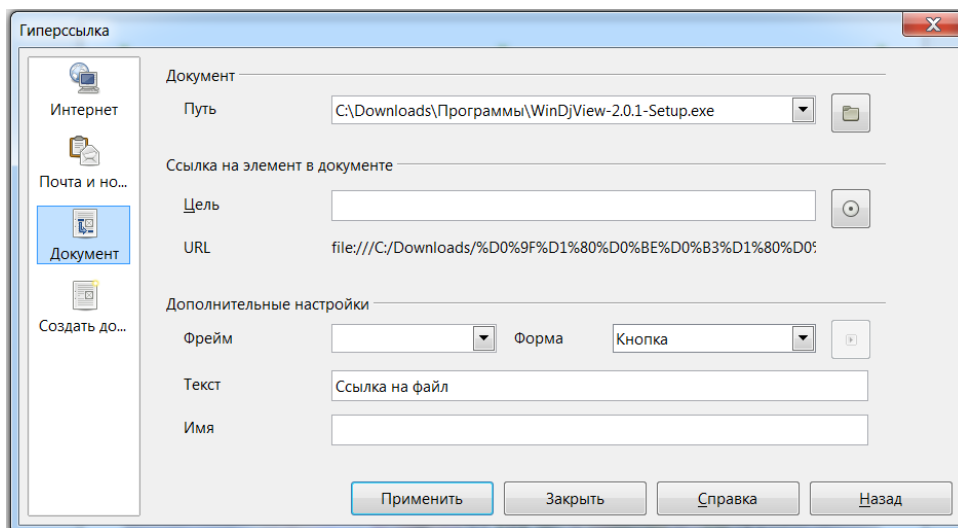 Гиперссылка
Интернет
Почта и но...
Документ
Создать до...
Документ
Путь C:\Downloads\Программы\WinDjView-2.0.1-Setup.exe
Ссылка на элемент в документе
Цель
URL file:///C:/Downloads/%D0%9F%D1%80%D0%BE%D0%B3%D1%80%D0%
Дополнительные настройки
Фрейм Форма Кнопка
Текст Ссылка на файл
Имя
Применить Закрыть Справка Назад